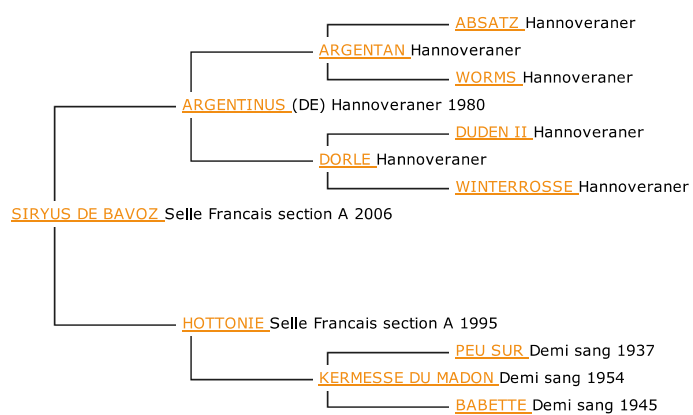 ABSATZ Hannoveraner
ARGENTAN Hannoveraner
WORMS Hannoveraner
ARGENTINUS (DE) Hannoveraner 1980
DUDEN II Hannoveraner
DORLE Hannoveraner
WINTERROSSE Hannoveraner
SIRYUS DE BAVOZ Selle Francais section A 2006
HOTTONIE Selle Francais section A 1995
PEU SUR Demi sang 1937
KERMESSE DU MADON Demi sang 1954
BABETTE Demi sang 1945